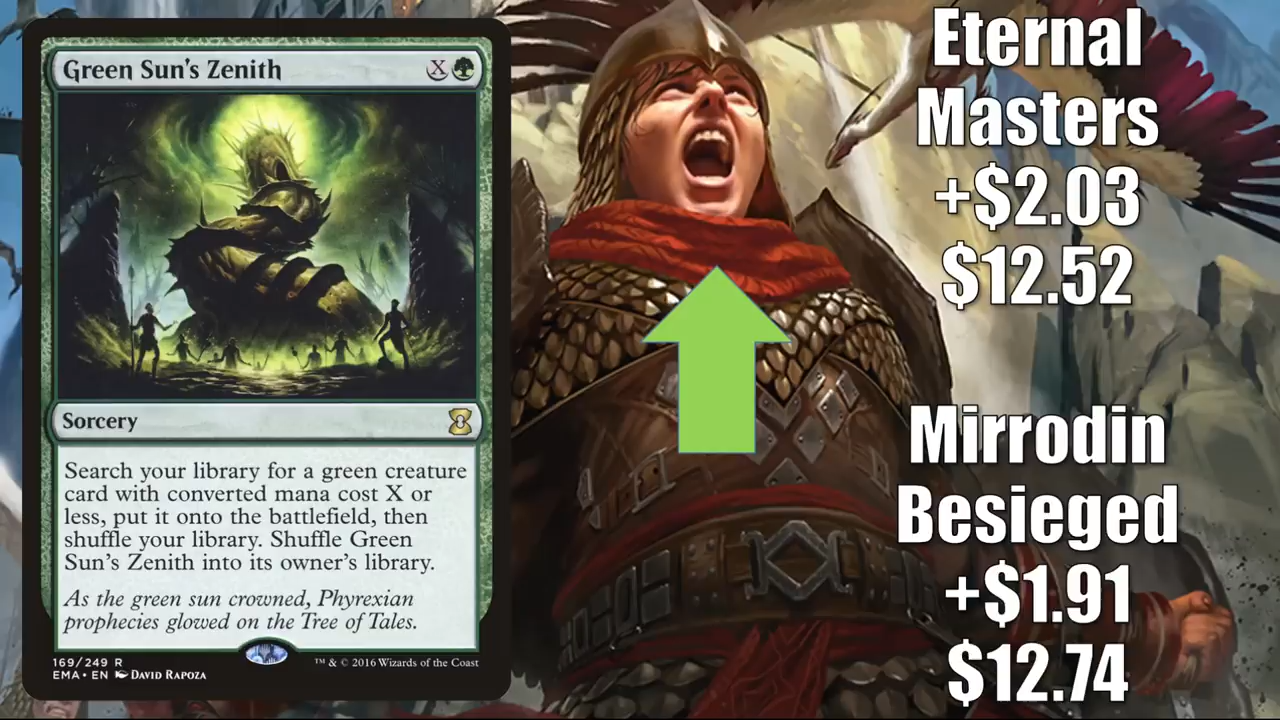 Green Sun's Zenith
X
Sorcery
Search your library for a green creature
card with converted mana cost X or
less, put it onto the battlefield, then
shuffle your library. Shuffle Green
Sun's Zenith into its owner's library.
As the green sun crowned, Phyrexian
prophecies glowed on the Tree of Tales.
169/249 R
EMA • EN DAVID RAPOZA
™ & © 2016 Wizards of the Coast
Eternal
Masters
+$2.03
$12.52
Mirrodin
Besieged
+$1.91
$12.74